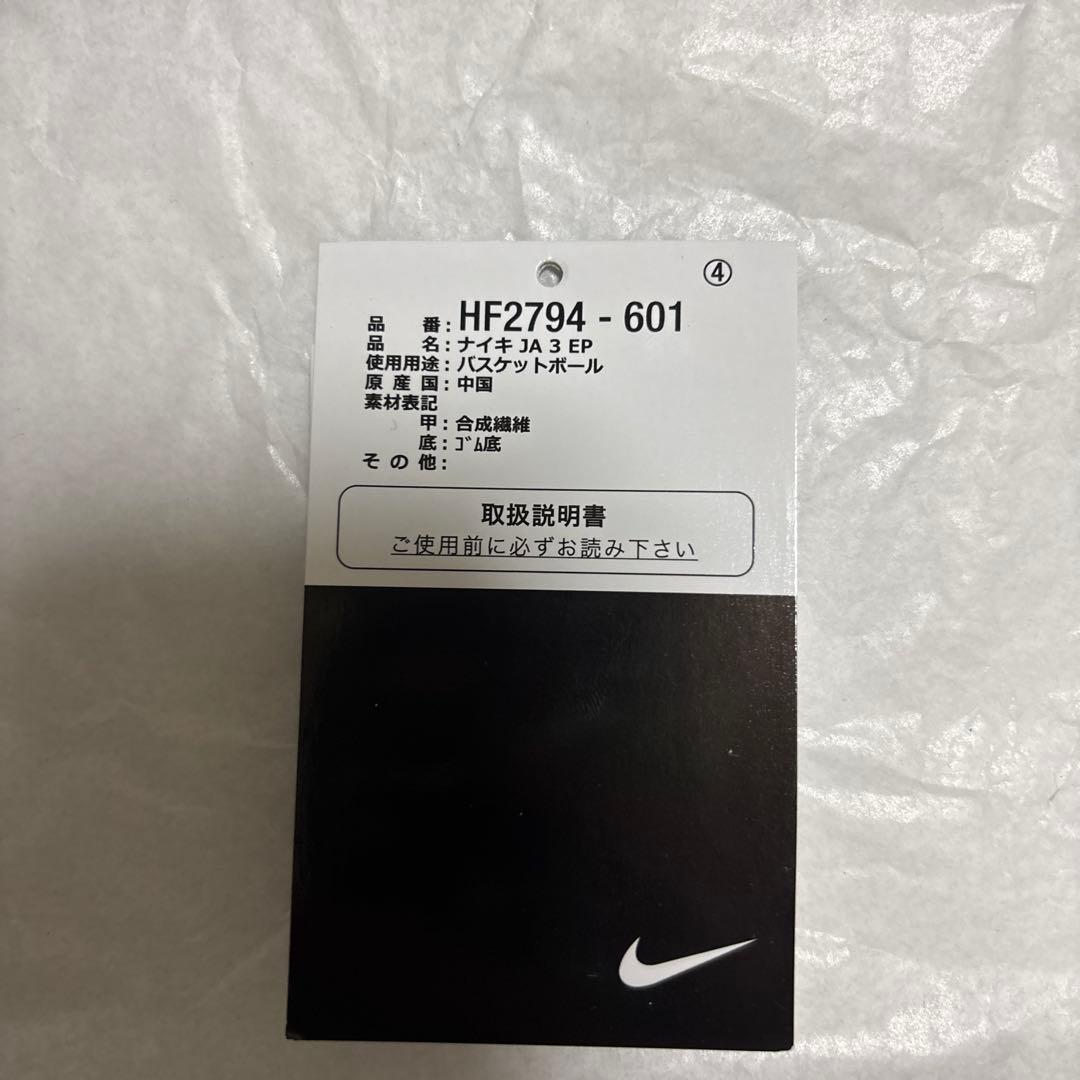 ④
品番：HF2794 - 601
品名：ナイキ JA 3 EP
使用用途：バスケットボール
原産国：中国
素材表記
甲：合成繊維
底：ｺﾞﾑ底
その他：
取扱説明書
ご使用前に必ずお読み下さい